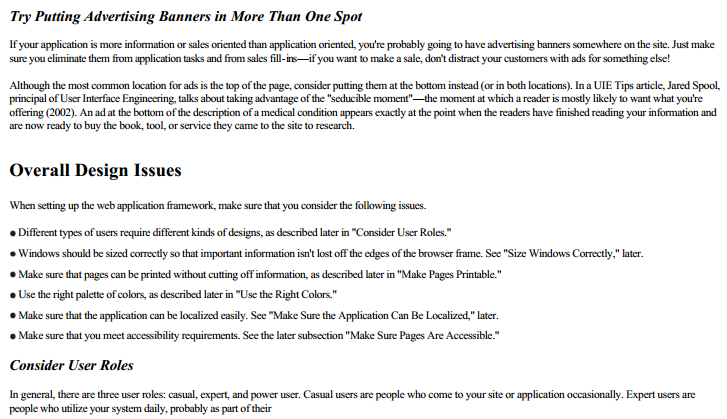 Try Putting Advertising Banners in More Than One Spot
If your application is more information or sales oriented than application oriented, you're probably going to have advertising banners somewhere on the site. Just make
sure you eliminate them from application tasks and from sales fill-ins—if you want to make a sale, don't distract your customers with ads for something else!
Although the most common location for ads is the top of the page, consider putting them at the bottom instead (or in both locations). In a UIE Tips article, Jared Spool,
principal of User Interface Engineering, talks about taking advantage of the "seducible moment"—the moment at which a reader is mostly likely to want what you're
offering (2002). An ad at the bottom of the description of a medical condition appears exactly at the point when the readers have finished reading your information and
are now ready to buy the book, tool, or service they came to the site to research.
Overall Design Issues
When setting up the web application framework, make sure that you consider the following issues.
● Different types of users require different kinds of designs, as described later in "Consider User Roles."
● Windows should be sized correctly so that important information isn't lost off the edges of the browser frame. See "Size Windows Correctly," later.
● Make sure that pages can be printed without cutting off information, as described later in "Make Pages Printable."
● Use the right palette of colors, as described later in "Use the Right Colors."
● Make sure that the application can be localized easily. See "Make Sure the Application Can Be Localized," later.
● Make sure that you meet accessibility requirements. See the later subsection "Make Sure Pages Are Accessible."
Consider User Roles
In general, there are three user roles: casual, expert, and power user. Casual users are people who come to your site or application occasionally. Expert users are
people who utilize your system daily, probably as part of their